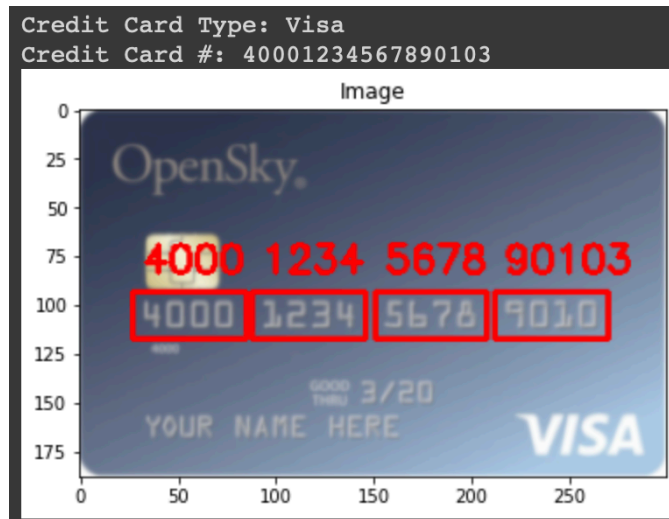 Credit Card Type: Visa
Credit Card #: 40001234567890103
Image
OpenSky®
4000 1234 5678 90103
4000 1234 5678 9010
4000
GOOD THRU 3/20
YOUR NAME HERE
VISA
0
25
50
75
100
125
150
175
0 50 100 150 200 250